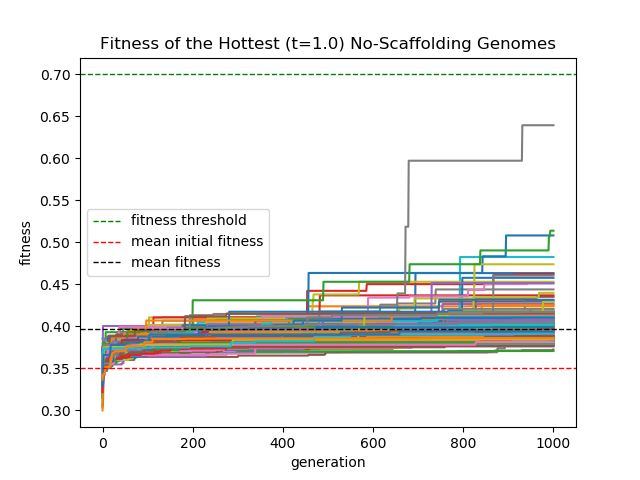 Fitness of the Hottest (t=1.0) No-Scaffolding Genomes
0.70
0.65
0.60
0.55
0.50
0.45
0.40
0.35
0.30
fitness
fitness threshold
mean initial fitness
mean fitness
0 200 400 600 800 1000
generation